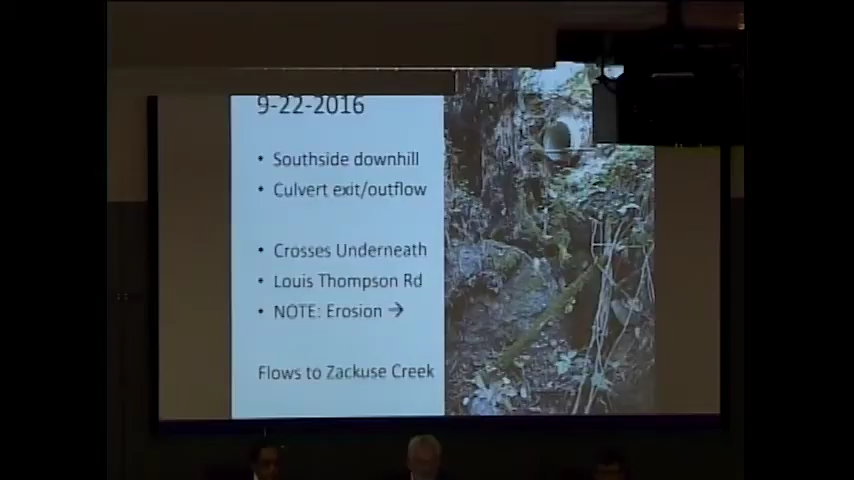 9-22-2016
• Southside downhill
• Culvert exit/outflow
• Crosses Underneath
• Louis Thompson Rd
• NOTE: Erosion →
Flows to Zackuse Creek